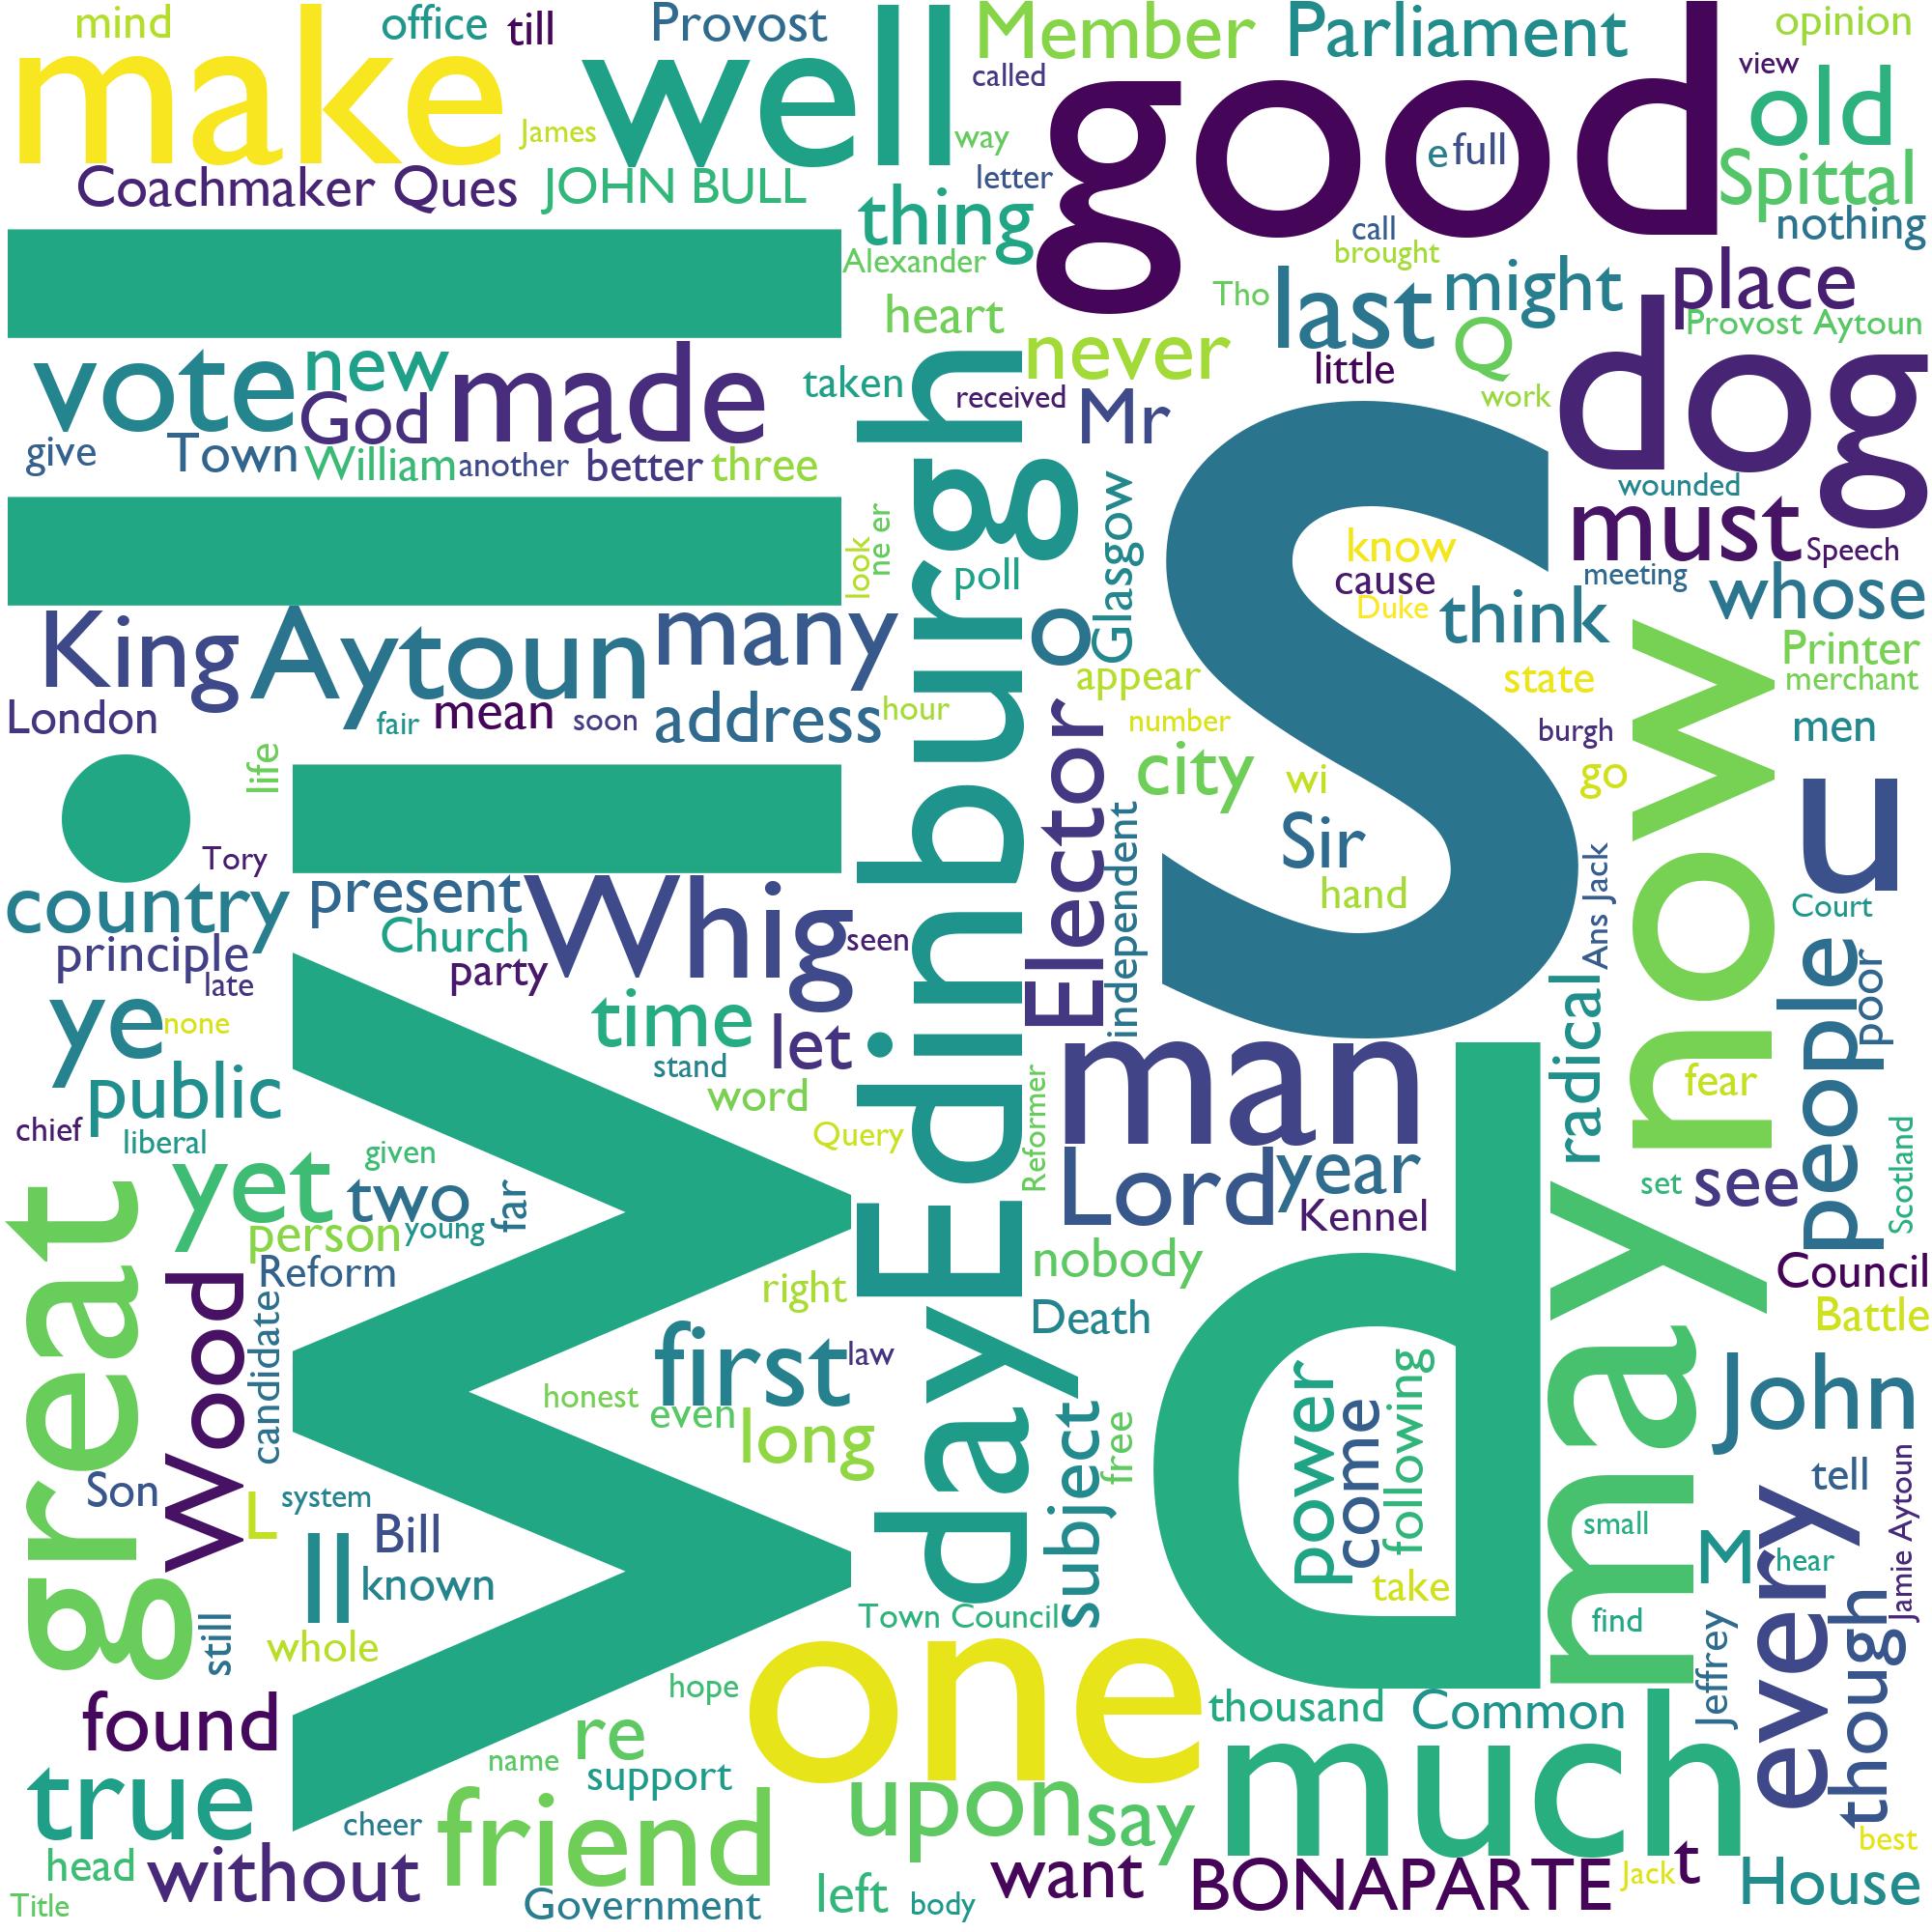 mind office till Provost Member Parliament opinion
make well called good view old
James way efull
Coachmaker Ques JOHN BULL letter Spittal
thing call nothing
Alexander brought
heart Tho last might place
Provost Aytoun
vote new made taken never little Q dog
God received Mr work
give Town William another better three
wounded
must Speech
look
ne er
poll
Glasgow
know
cause
Duke
meeting
whose
think
King Aytoun many o
Printer
London fair mean soon address hour appear state merchant
number burgh men
Will
Edinburgh
S
now
life
Elector
city wi go u
Tory
independent
Sir
hand
Ans Jack
Court
country present Whig seen
principle Church
late party
people
poor
ye none time let
stand
radical
public word man fear
chief liberal Query
Reformer
Scotland
yet given Lord year set see
two far Kennel
person young
great
Wood
Reform nobody Council
candidate
right Death Battle
d
may
day
first law
honest even long
subject
free
power
come
following
take
John
every
tell
Jamie Aytoun
Son L system
ll Bill
known
small M hear
still
whole
Town Council
find
Jeffrey
though
found hope one thousand Common
re
name
support
true friend upon say much
cheer best
head without left want BONAPARTE Jack t House
Title Government body